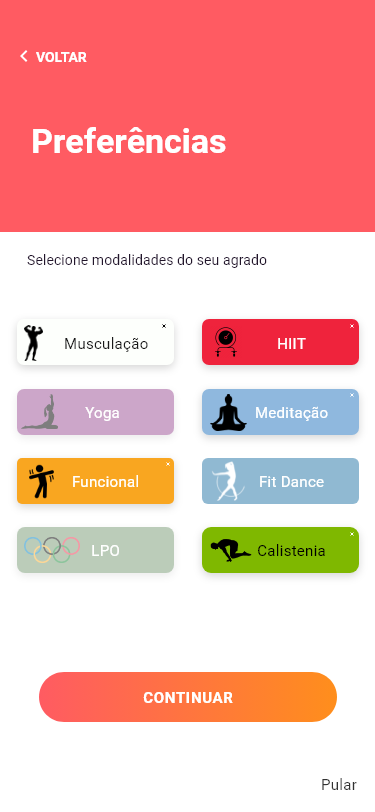 VOLTAR
Preferências
Selecione modalidades do seu agrado
Musculação
HIIT
Yoga
Meditação
Funcional
Fit Dance
LPO
Calistenia
CONTINUAR
Pular